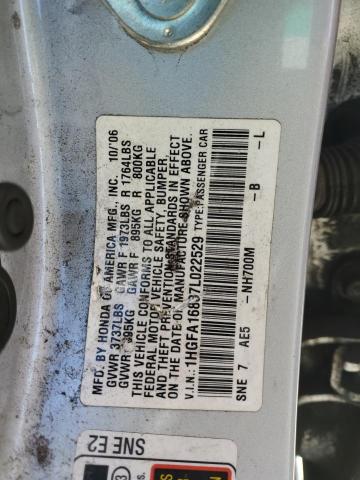 MFD. BY HONDA OF AMERICA MFG., INC. 10/06
GVWR 3737LBS GAWR F 1973LBS R 1764LBS
GVWR 1695KG GAWR F 895KG R 800KG
THIS VEHICLE CONFORMS TO ALL APPLICABLE
FEDERAL MOTOR VEHICLE SAFETY, BUMPER,
AND THEFT PREVENTION STANDARDS IN EFFECT
ON THE DATE OF MANUFACTURE SHOWN ABOVE.
V.I.N.: 1HGFA16837L022529 TYPE:PASSENGER CAR
SNE 7 AE5 - NH700M - B - L
SNE E2